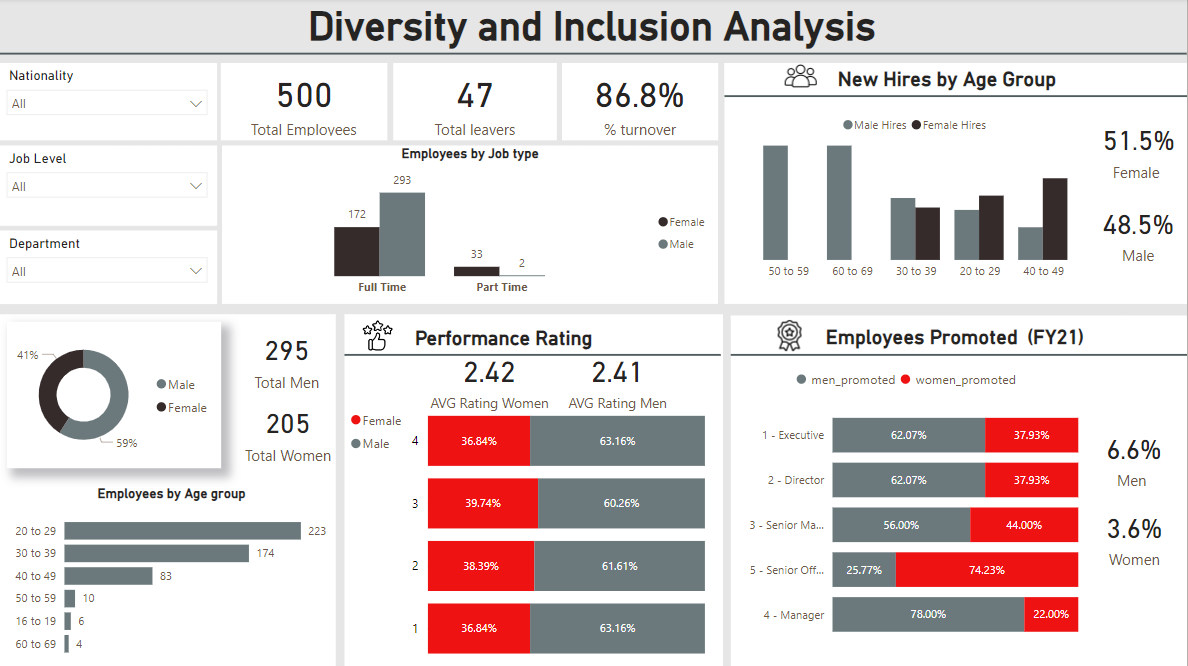 Diversity and Inclusion Analysis
Nationality
All
Job Level
All
Department
All
500
Total Employees
47
Total leavers
86.8%
% turnover
Employees by Job type
172
293
33
2
Full Time
Part Time
Female
Male
New Hires by Age Group
Male Hires Female Hires
50 to 59
60 to 69
30 to 39
20 to 29
40 to 49
51.5%
Female
48.5%
Male
41%
59%
Male
Female
295
Total Men
205
Total Women
Employees by Age group
20 to 29 223
30 to 39 174
40 to 49 83
50 to 59 10
16 to 19 6
60 to 69 4
Performance Rating
2.42
AVG Rating Women
2.41
AVG Rating Men
Female
Male
4 36.84% 63.16%
3 39.74% 60.26%
2 38.39% 61.61%
1 36.84% 63.16%
Employees Promoted (FY21)
men_promoted women_promoted
1 - Executive 62.07% 37.93%
2 - Director 62.07% 37.93%
3 - Senior Ma... 56.00% 44.00%
5 - Senior Off... 25.77% 74.23%
4 - Manager 78.00% 22.00%
6.6%
Men
3.6%
Women